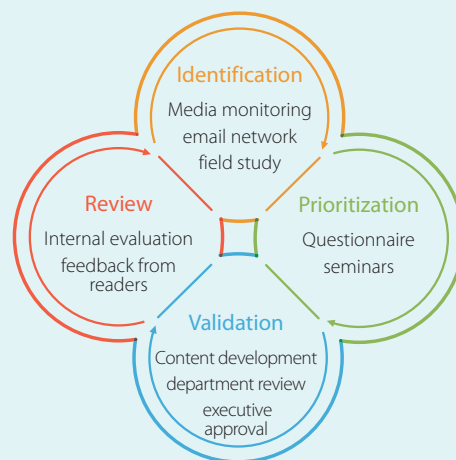 Identification
Media monitoring
email network
field study
Review
Internal evaluation
feedback from
readers
Prioritization
Questionnaire
seminars
Validation
Content development
department review
executive
approval